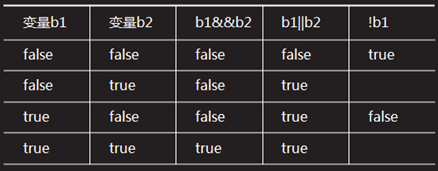 变量b1 变量b2 b1&&b2 b1||b2 !b1
false false false false true
false true false true
true false false true false
true true true true